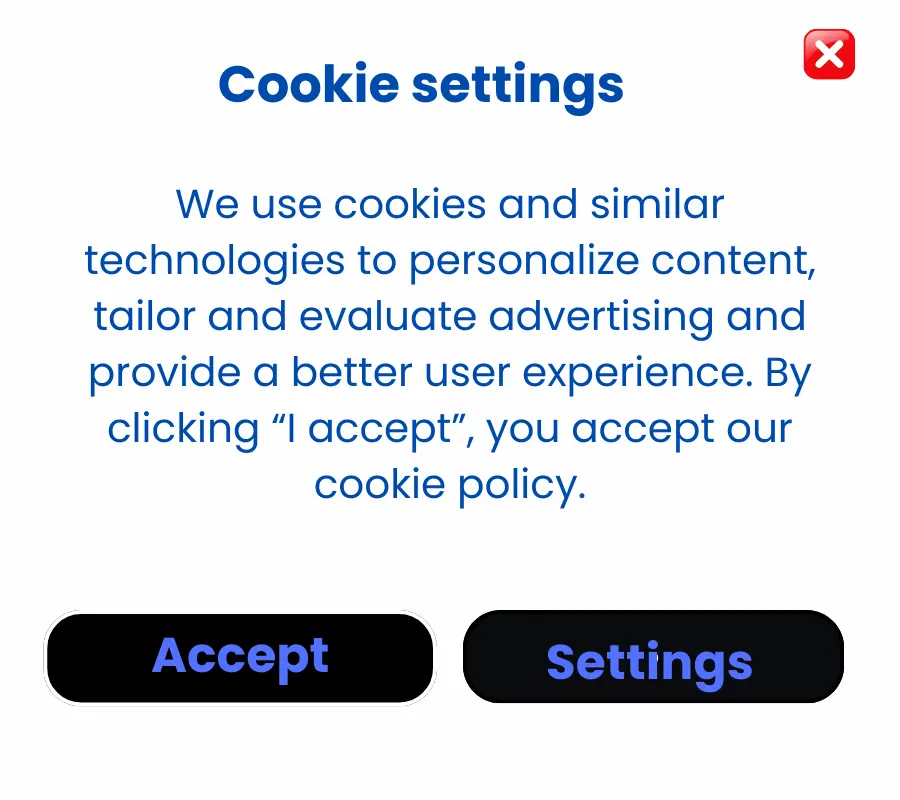 Cookie settings
We use cookies and similar
technologies to personalize content,
tailor and evaluate advertising and
provide a better user experience. By
clicking “I accept”, you accept our
cookie policy.
Accept
Settings